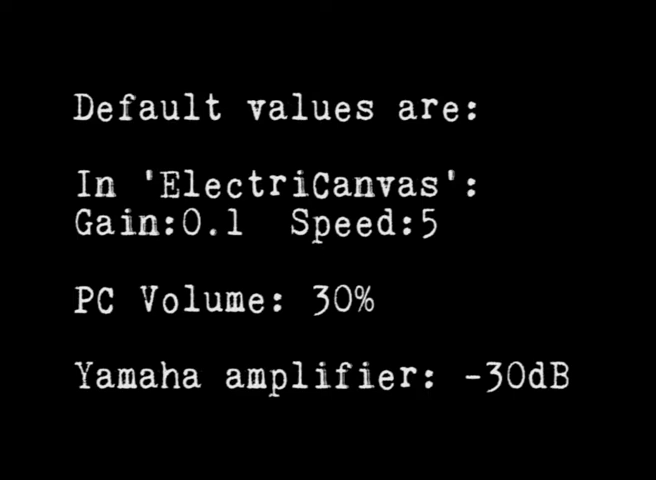 Default values are:
In 'ElectriCanvas':
Gain:0.1 Speed:5
PC Volume: 30%
Yamaha amplifier: -30dB